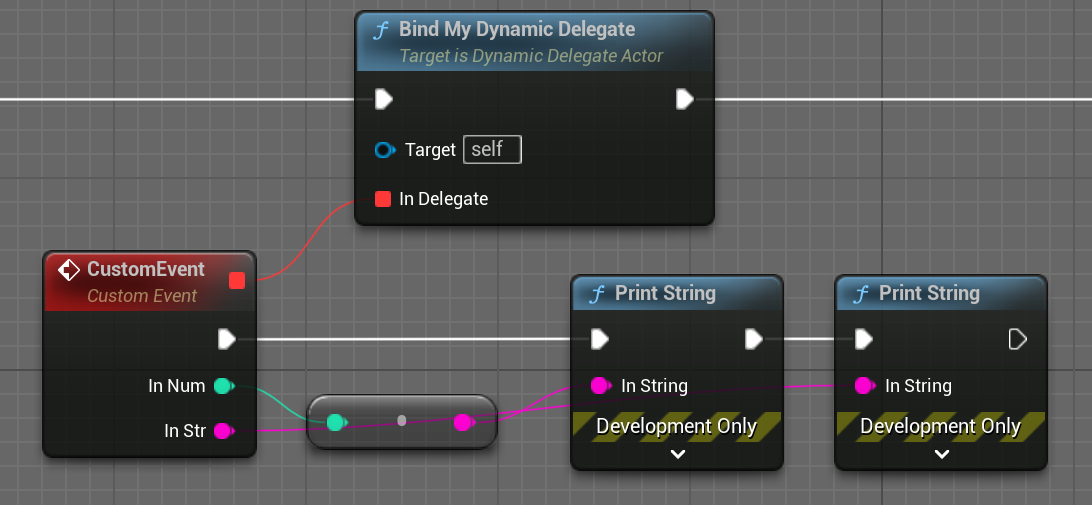 f Bind My Dynamic Delegate
Target is Dynamic Delegate Actor
Target self
In Delegate
CustomEvent
Custom Event
In Num
In Str
f Print String
In String
Development Only
f Print String
In String
Development Only